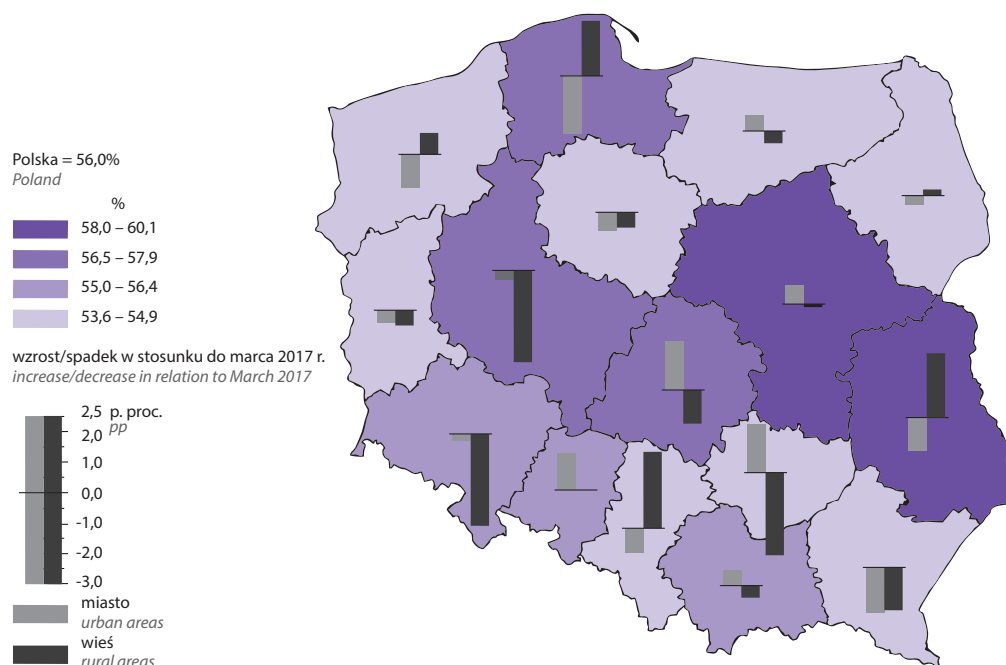 Polska = 56,0%
Poland
%
58,0 – 60,1
56,5 – 57,9
55,0 – 56,4
53,6 – 54,9
wzrost/spadek w stosunku do marca 2017 r.
increase/decrease in relation to March 2017
2,5 p. proc.
pp
2,0
1,0
0,0
-1,0
-2,0
-3,0
miasto
urban areas
wieś
rural areas